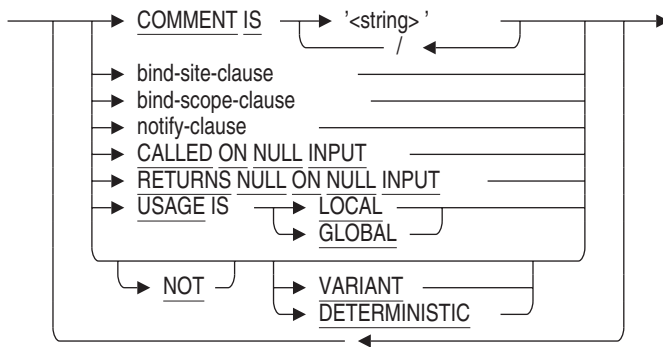 COMMENT IS '<string> '
/
bind-site-clause
bind-scope-clause
notify-clause
CALLED ON NULL INPUT
RETURNS NULL ON NULL INPUT
USAGE IS LOCAL
GLOBAL
NOT VARIANT
DETERMINISTIC